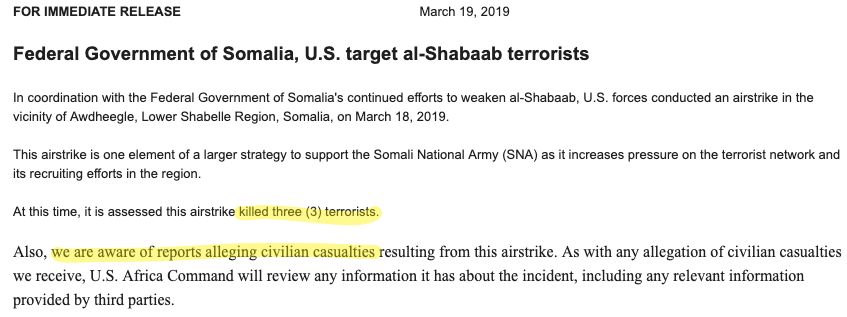 FOR IMMEDIATE RELEASE March 19, 2019
Federal Government of Somalia, U.S. target al-Shabaab terrorists
In coordination with the Federal Government of Somalia's continued efforts to weaken al-Shabaab, U.S. forces conducted an airstrike in the
vicinity of Awdheegle, Lower Shabelle Region, Somalia, on March 18, 2019.
This airstrike is one element of a larger strategy to support the Somali National Army (SNA) as it increases pressure on the terrorist network and
its recruiting efforts in the region.
At this time, it is assessed this airstrike killed three (3) terrorists.
Also, we are aware of reports alleging civilian casualties resulting from this airstrike. As with any allegation of civilian casualties
we receive, U.S. Africa Command will review any information it has about the incident, including any relevant information
provided by third parties.